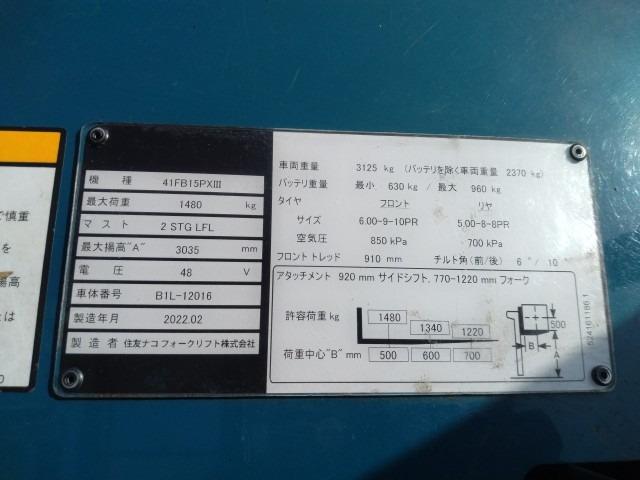 で慎重
を
揚高
とは
機 種 41FB15PXⅢ
最大荷重 1480 kg
マスト 2 STG LFL
最大揚高"A" 3035 mm
電 圧 48 V
車体番号 B1L-12016
製造年月 2022.02
製 造 者 住友ナコフォークリフト株式会社
車両重量 3125 kg (バッテリを除く車両重量 2370 kg)
バッテリ重量 最小 630 kg / 最大 960 kg
タイヤ フロント リヤ
サイズ 6.00-9-10PR 5.00-8-8PR
空気圧 850 kPa 700 kPa
フロントトレッド 910 mm チルト角(前/後) 6°/ 10°
アタッチメント 920 mm サイドシフト, 770-1220 mm フォーク
許容荷重 kg 1480 1340 1220
荷重中心"B" mm 500 600 700
500
B
A
524161186 1